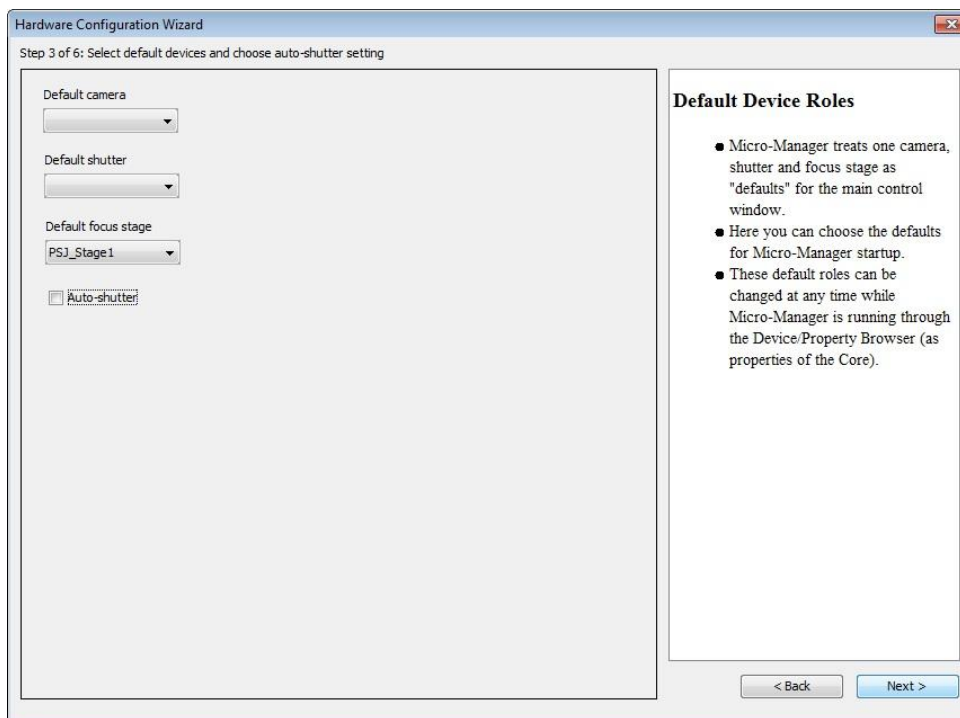 Hardware Configuration Wizard
Step 3 of 6: Select default devices and choose auto-shutter setting
Default camera
Default shutter
Default focus stage
PSJ_Stage1
Auto-shutter
Default Device Roles
Micro-Manager treats one camera,
shutter and focus stage as
"defaults" for the main control
window.
Here you can choose the defaults
for Micro-Manager startup.
These default roles can be
changed at any time while
Micro-Manager is running through
the Device/Property Browser (as
properties of the Core).
< Back
Next >